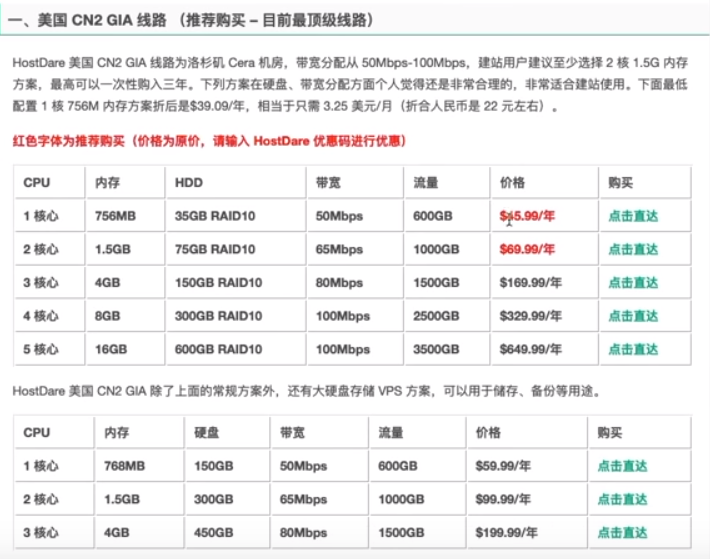 一、美国 CN2 GIA 线路 （推荐购买 – 目前最顶级线路）
HostDare 美国 CN2 GIA 线路为洛杉矶 Cera 机房，带宽分配从 50Mbps-100Mbps，建站用户建议至少选择 2 核 1.5G 内存
方案，最高可以一次性购入三年。下列方案在硬盘、带宽分配方面个人觉得还是非常合理的，非常适合建站使用。下面最低
配置 1 核 756M 内存方案折后是$39.09/年，相当于只需 3.25 美元/月（折合人民币是 22 元左右）。
红色字体为推荐购买（价格为原价，请输入 HostDare 优惠码进行优惠）
CPU 内存 HDD 带宽 流量 价格 购买
1 核心 756MB 35GB RAID10 50Mbps 600GB 点击直达
2 核心 1.5GB 75GB RAID10 65Mbps 1000GB $69.99/年 点击直达
3 核心 4GB 150GB RAID10 80Mbps 1500GB $169.99/年 点击直达
4 核心 8GB 300GB RAID10 100Mbps 2500GB $329.99/年 点击直达
5 核心 16GB 600GB RAID10 100Mbps 3500GB $649.99/年 点击直达
HostDare 美国 CN2 GIA 除了上面的常规方案外，还有大硬盘存储 VPS 方案，可以用于储存、备份等用途。
CPU 内存 硬盘 带宽 流量 价格 购买
1 核心 768MB 150GB 50Mbps 600GB $59.99/年 点击直达
2 核心 1.5GB 300GB 65Mbps 1000GB $99.99/年 点击直达
3 核心 4GB 450GB 80Mbps 1500GB $199.99/年 点击直达